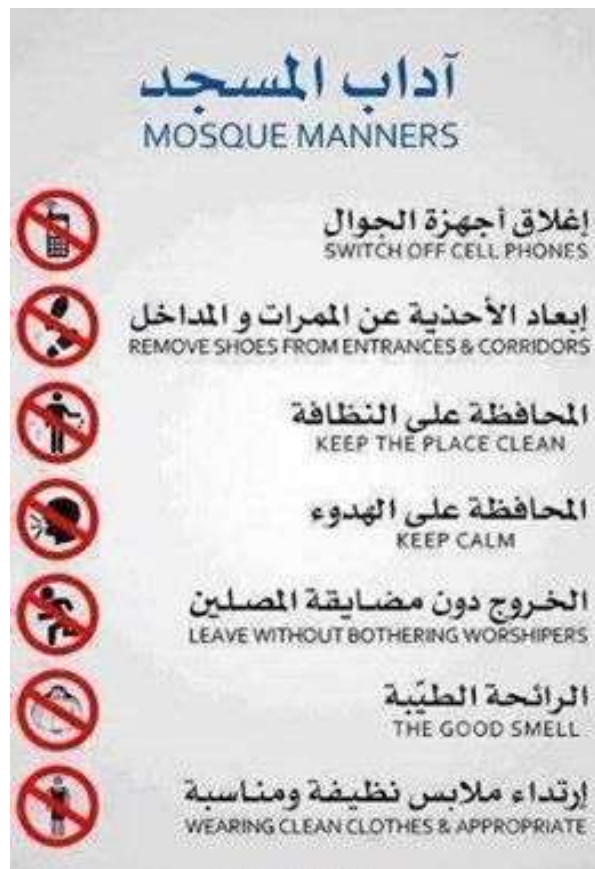 آداب المسجد
MOSQUE MANNERS
إغلاق أجهزة الجوال
SWITCH OFF CELL PHONES
إبعاد الأحذية عن الممرات و المداخل
REMOVE SHOES FROM ENTRANCES & CORRIDORS
المحافظة على النظافة
KEEP THE PLACE CLEAN
المحافظة على الهدوء
KEEP CALM
الخروج دون مضايقة المصلين
LEAVE WITHOUT BOTHERING WORSHIPERS
الرائحة الطيّبة
THE GOOD SMELL
إرتداء ملابس نظيفة ومناسبة
WEARING CLEAN CLOTHES & APPROPRIATE